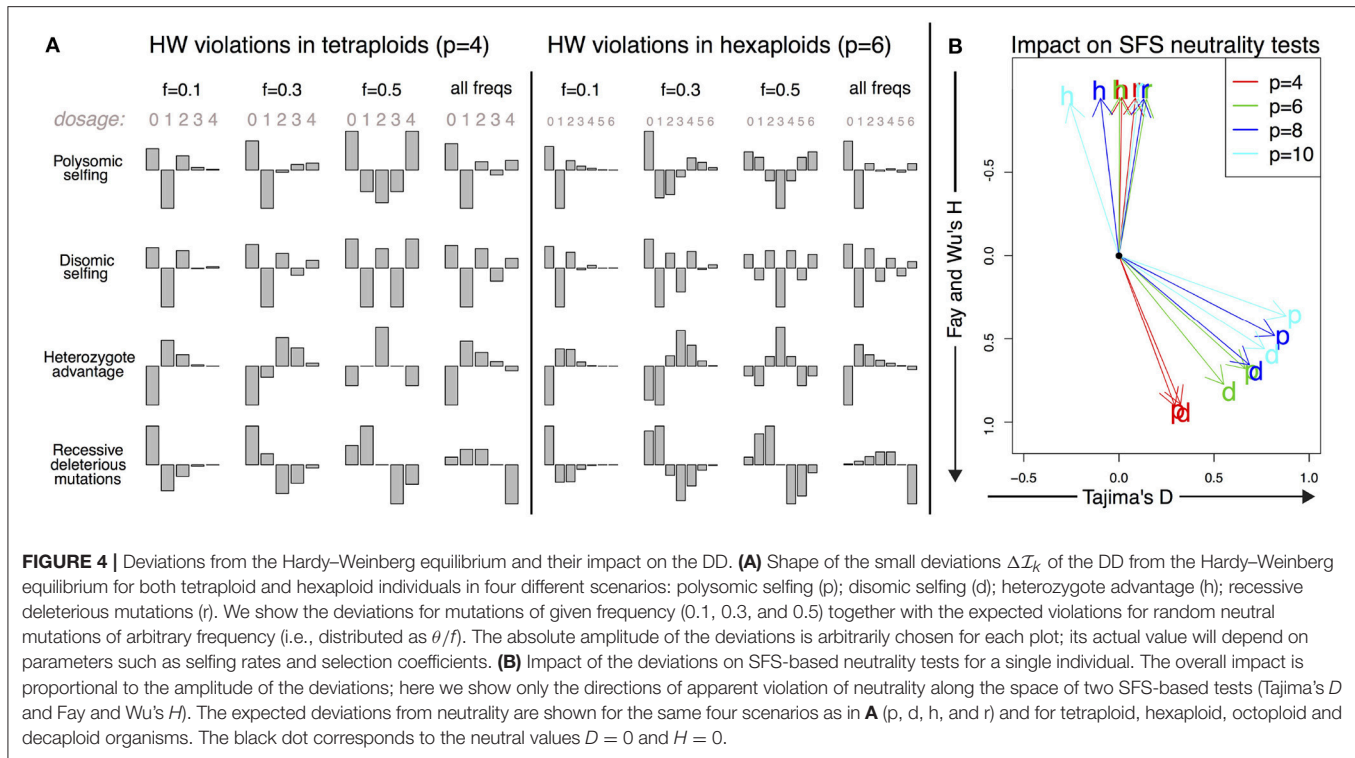 A
HW violations in tetraploids (p=4)
HW violations in hexaploids (p=6)
f=0.1 f=0.3 f=0.5 all freqs
f=0.1 f=0.3 f=0.5 all freqs
dosage: 0 1 2 3 4 0 1 2 3 4 0 1 2 3 4 0 1 2 3 4
0 1 2 3 4 5 6 0 1 2 3 4 5 6 0 1 2 3 4 5 6 0 1 2 3 4 5 6
Polysomic
selfing
Disomic
selfing
Heterozygote
advantage
Recessive
deleterious
mutations
B
Impact on SFS neutrality tests
p=4
p=6
p=8
p=10
h h h r r
p
p
d
d
p
d
p
d
Fay and Wu's H
-0.5
0.0
0.5
1.0
-0.5 0.0 0.5 1.0
Tajima's D
FIGURE 4 | Deviations from the Hardy–Weinberg equilibrium and their impact on the DD. (A) Shape of the small deviations Δ𝓘k of the DD from the Hardy–Weinberg
equilibrium for both tetraploid and hexaploid individuals in four different scenarios: polysomic selfing (p); disomic selfing (d); heterozygote advantage (h); recessive
deleterious mutations (r). We show the deviations for mutations of given frequency (0.1, 0.3, and 0.5) together with the expected violations for random neutral
mutations of arbitrary frequency (i.e., distributed as θ/f). The absolute amplitude of the deviations is arbitrarily chosen for each plot; its actual value will depend on
parameters such as selfing rates and selection coefficients. (B) Impact of the deviations on SFS-based neutrality tests for a single individual. The overall impact is
proportional to the amplitude of the deviations; here we show only the directions of apparent violation of neutrality along the space of two SFS-based tests (Tajima's D
and Fay and Wu's H). The expected deviations from neutrality are shown for the same four scenarios as in A (p, d, h, and r) and for tetraploid, hexaploid, octoploid and
decaploid organisms. The black dot corresponds to the neutral values D = 0 and H = 0.